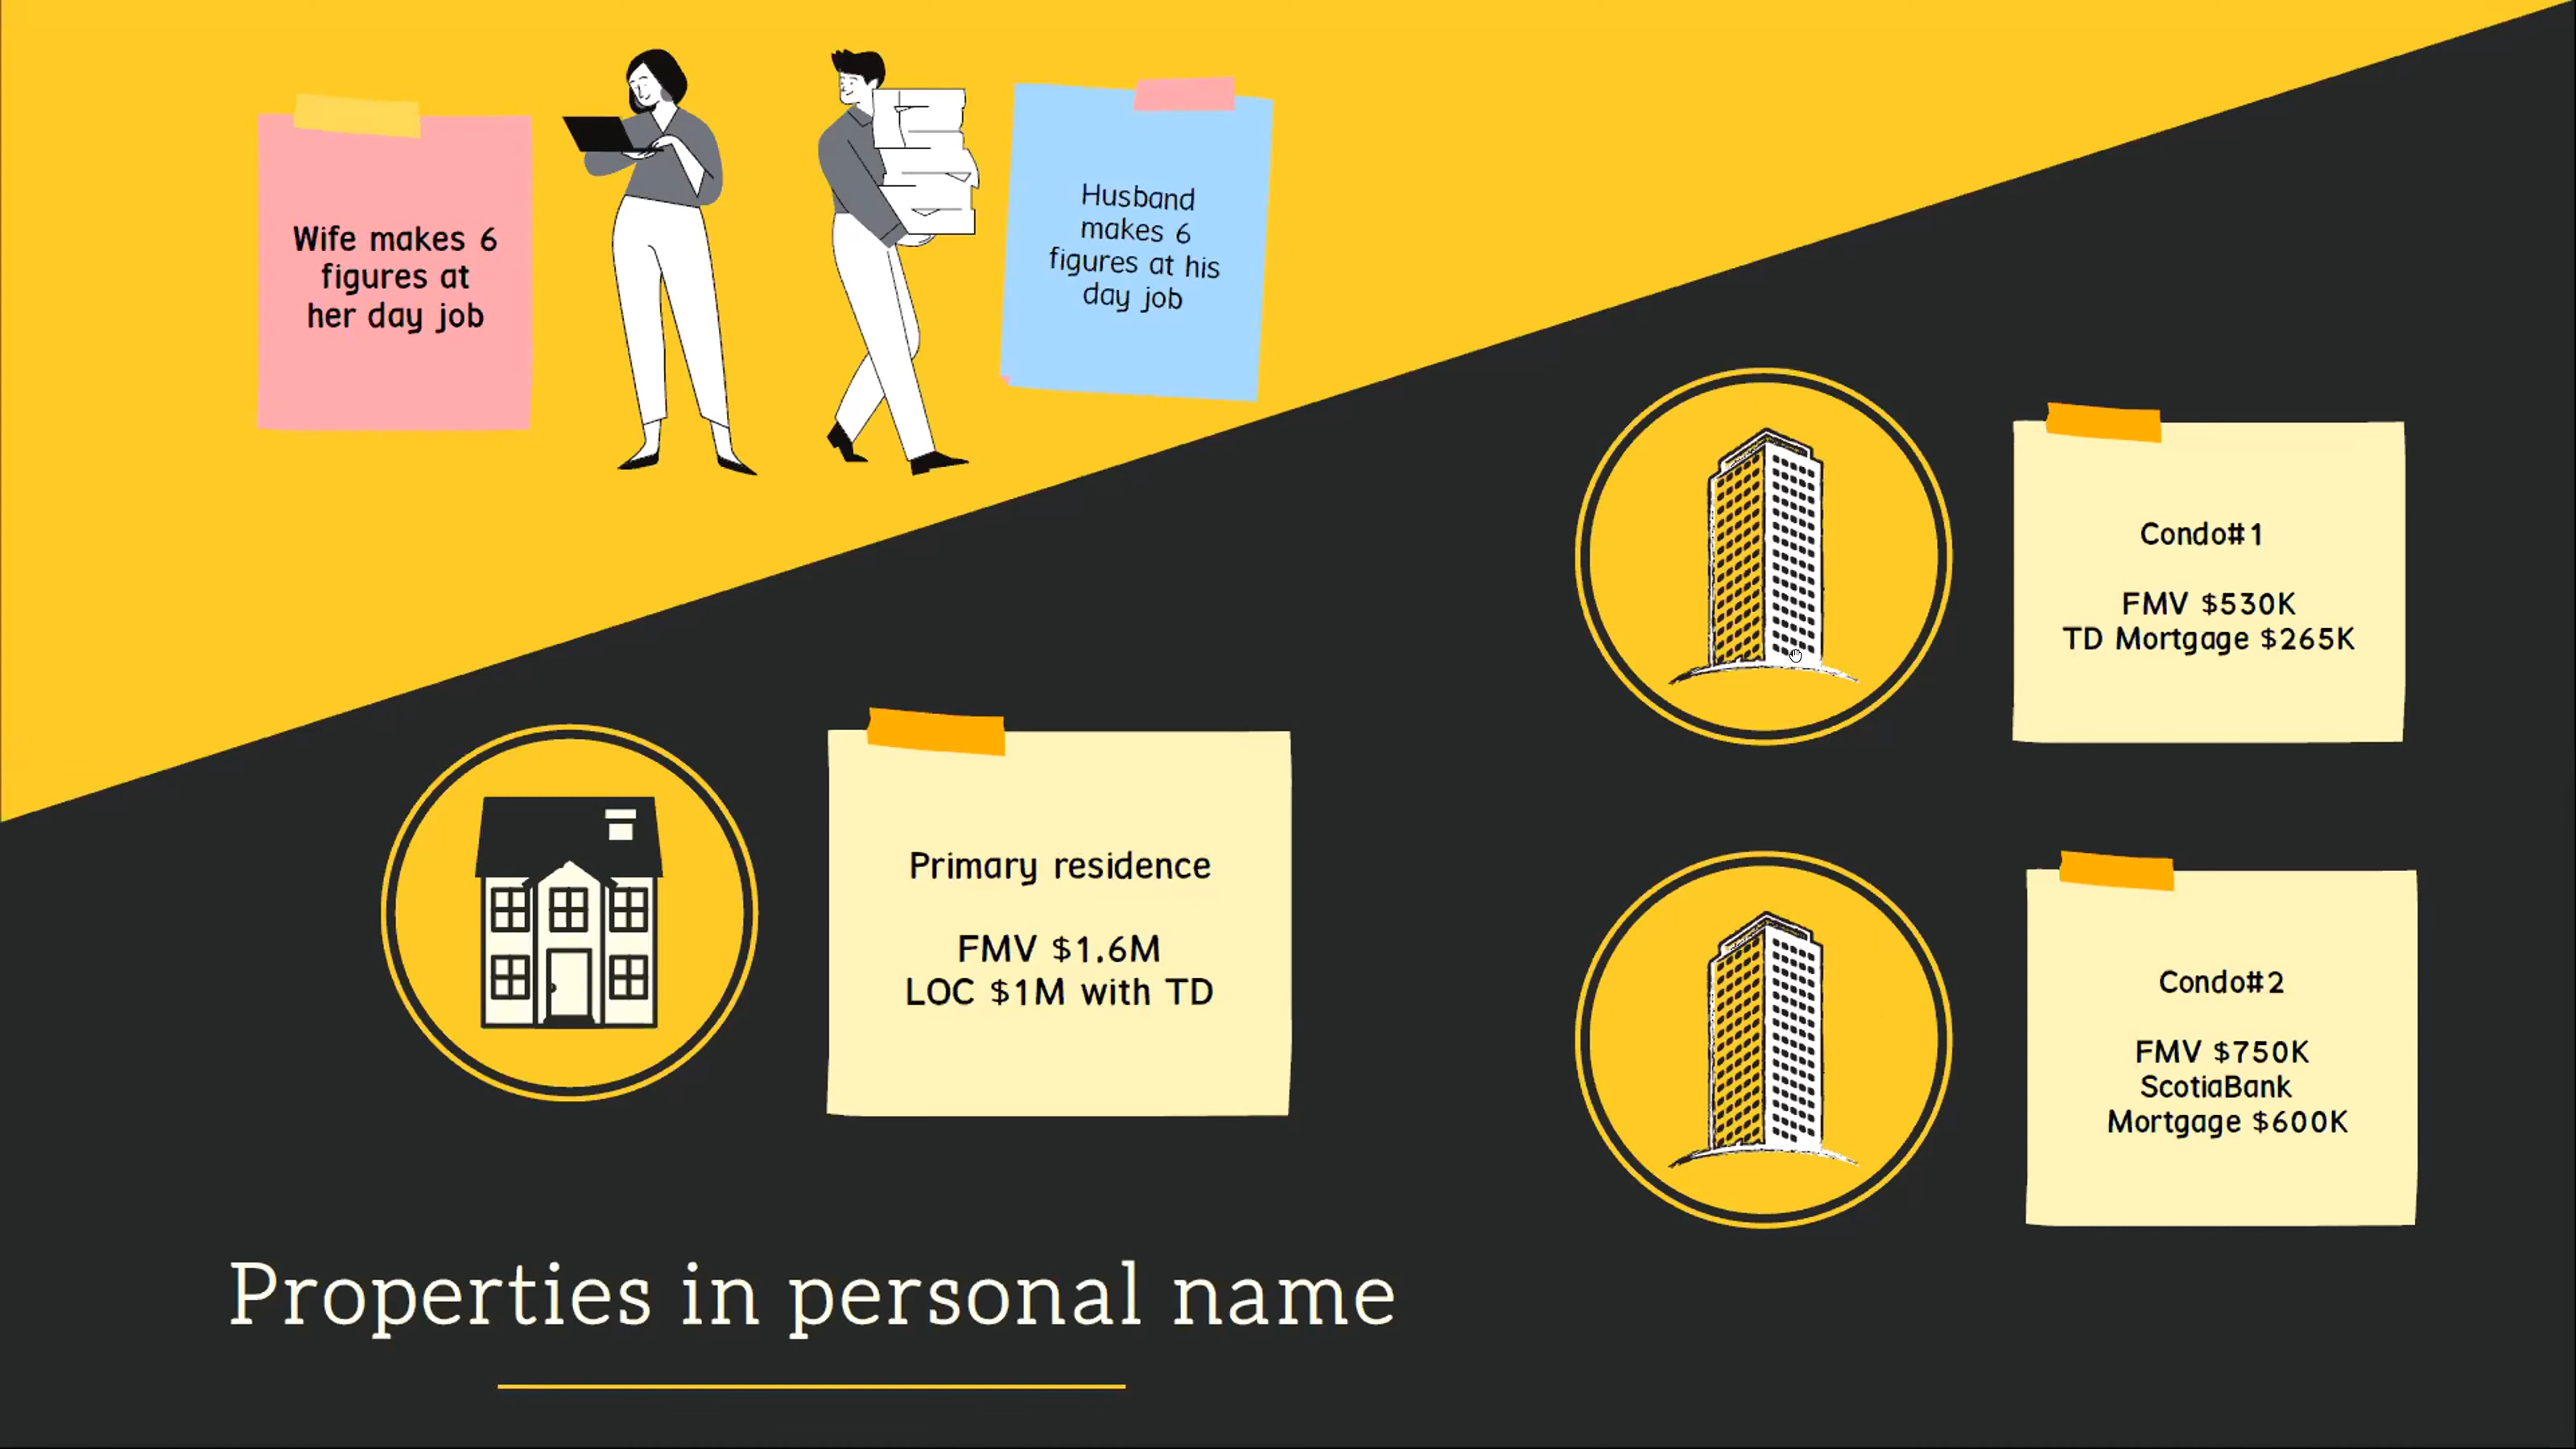 Wife makes 6
figures at
her day job
Husband
makes 6
figures at his
day job
Condo#1
FMV $530K
TD Mortgage $265K
Primary residence
FMV $1.6M
LOC $1M with TD
Condo#2
FMV $750K
ScotiaBank
Mortgage $600K
Properties in personal name